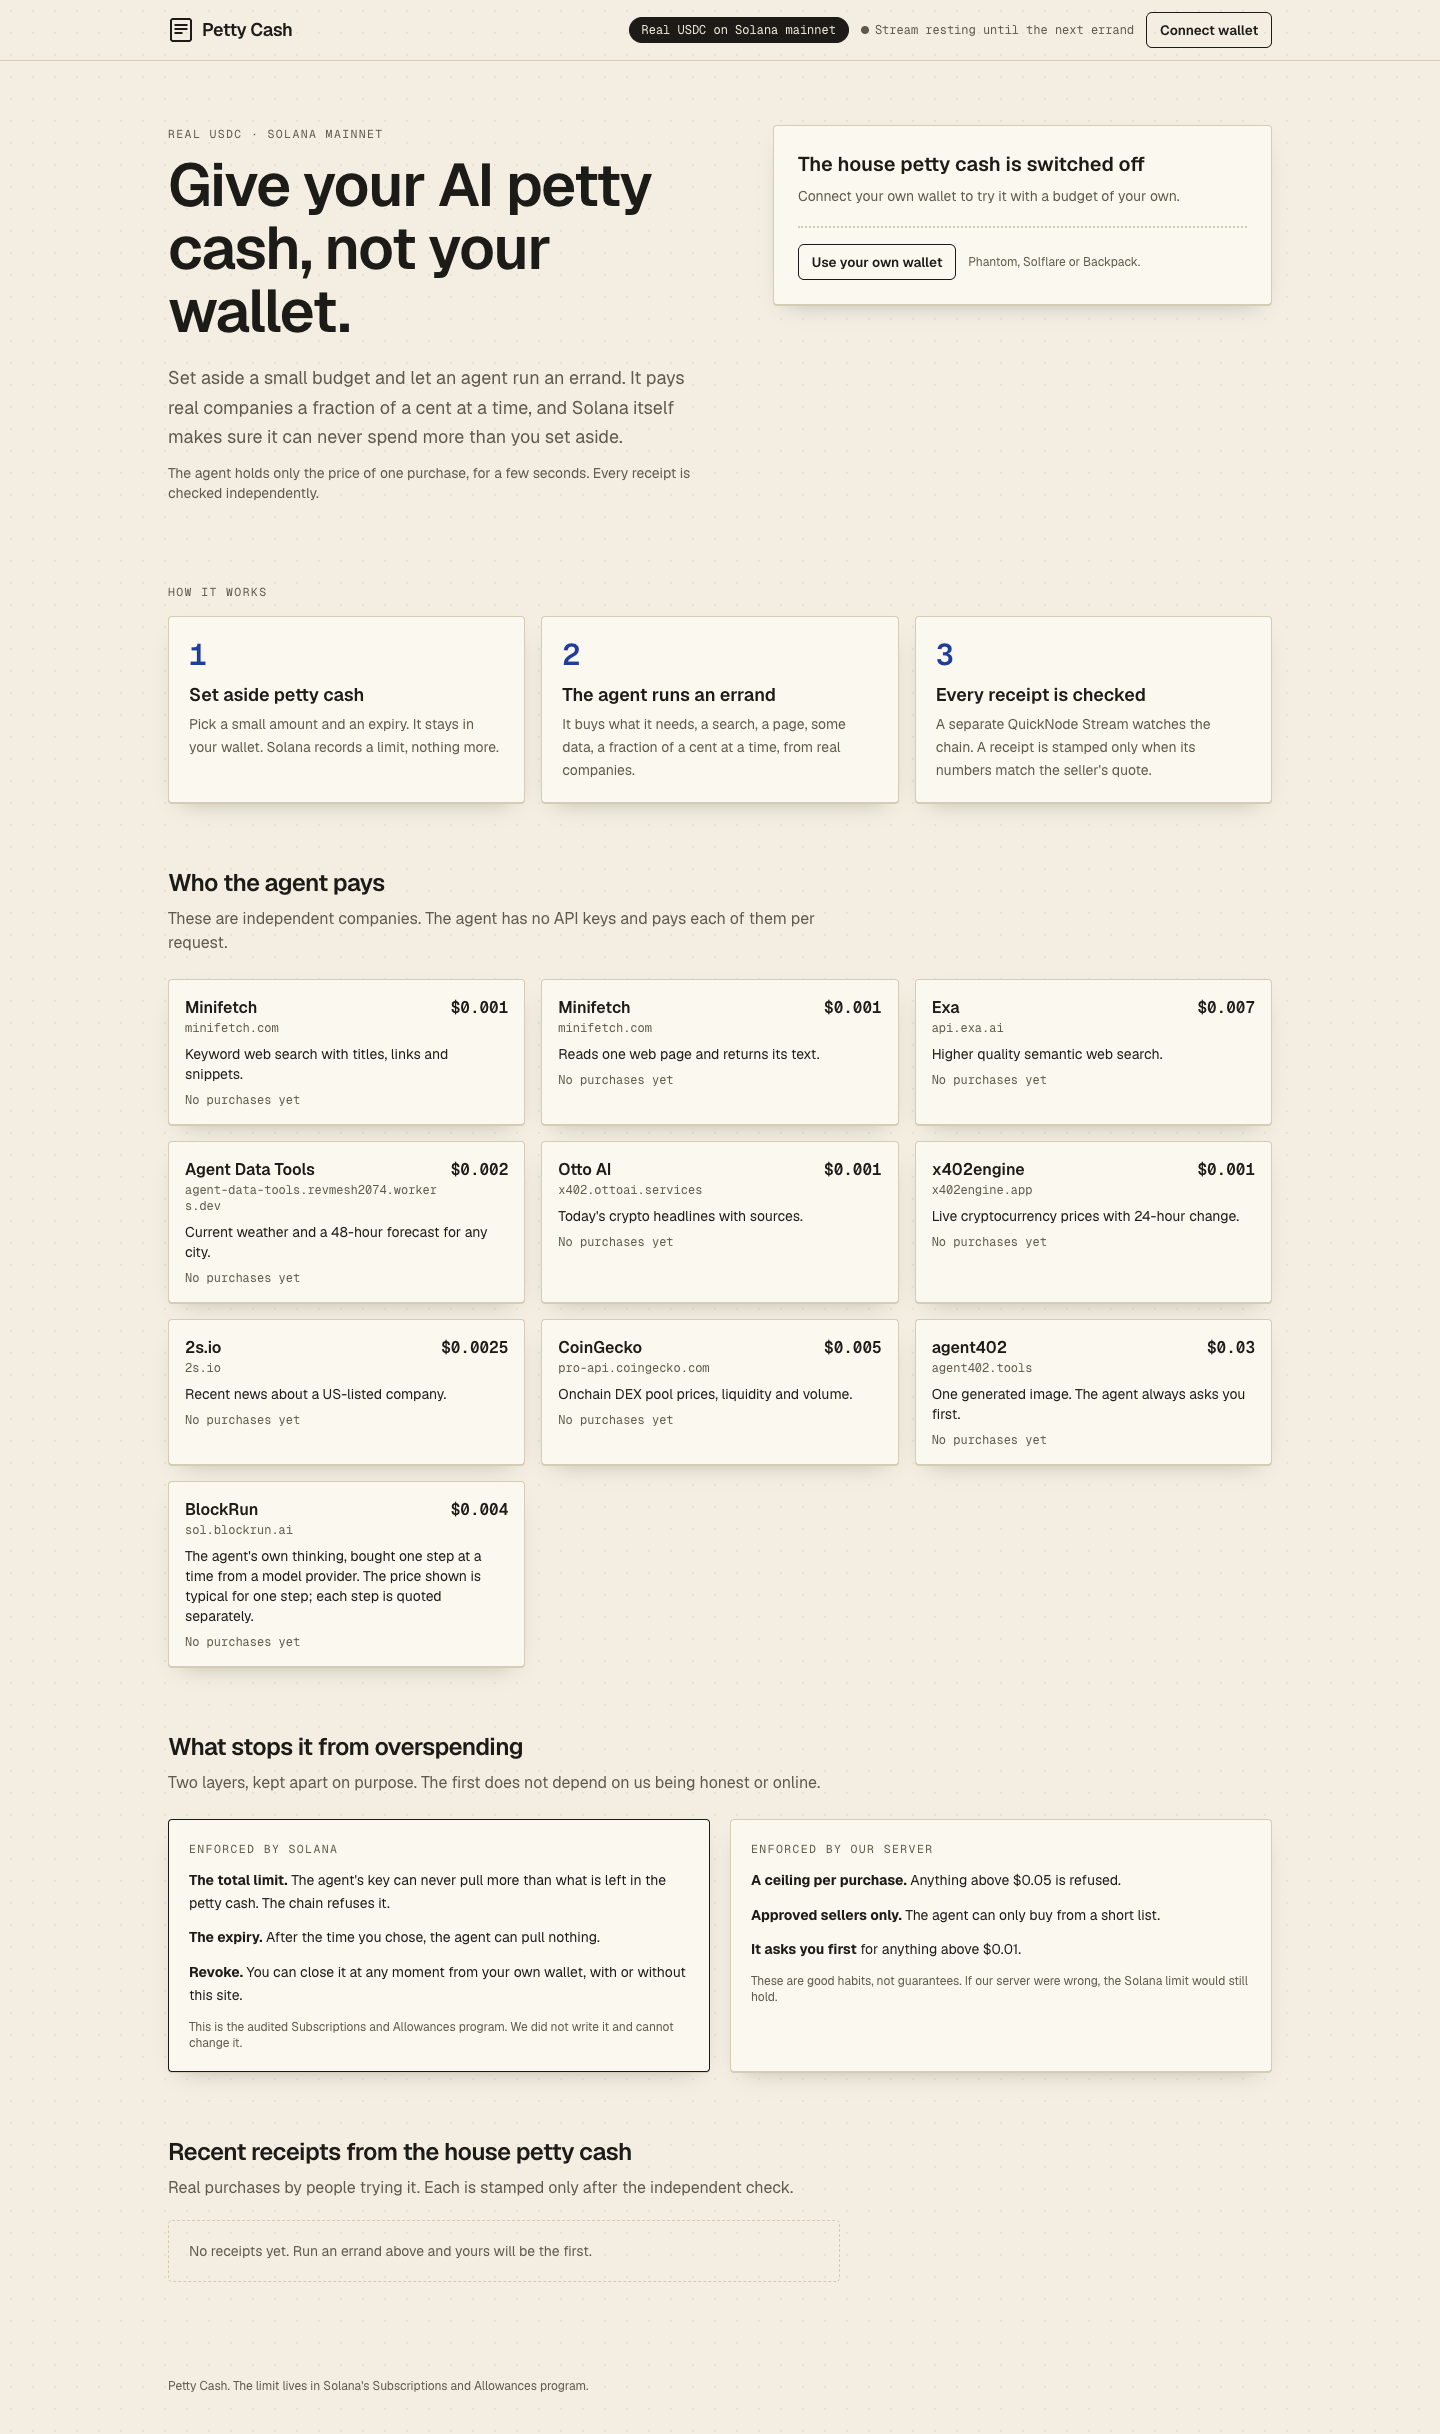 Petty Cash
Real USDC on Solana mainnet
Stream resting until the next errand
Connect wallet
REAL USDC · SOLANA MAINNET
Give your AI petty
cash, not your
wallet.
Set aside a small budget and let an agent run an errand. It pays
real companies a fraction of a cent at a time, and Solana itself
makes sure it can never spend more than you set aside.
The agent holds only the price of one purchase, for a few seconds. Every receipt is
checked independently.
The house petty cash is switched off
Connect your own wallet to try it with a budget of your own.
Use your own wallet
Phantom, Solflare or Backpack.
HOW IT WORKS
1
Set aside petty cash
Pick a small amount and an expiry. It stays in
your wallet. Solana records a limit, nothing more.
2
The agent runs an errand
It buys what it needs, a search, a page, some
data, a fraction of a cent at a time, from real
companies.
3
Every receipt is checked
A separate QuickNode Stream watches the
chain. A receipt is stamped only when its
numbers match the seller's quote.
Who the agent pays
These are independent companies. The agent has no API keys and pays each of them per
request.
Minifetch
$0.001
minifetch.com
Keyword web search with titles, links and
snippets.
No purchases yet
Minifetch
$0.001
minifetch.com
Reads one web page and returns its text.
No purchases yet
Exa
$0.007
api.exa.ai
Higher quality semantic web search.
No purchases yet
Agent Data Tools
$0.002
agent-data-tools.revmesh2074.worker
s.dev
Current weather and a 48-hour forecast for any
city.
No purchases yet
Otto AI
$0.001
x402.ottoai.services
Today's crypto headlines with sources.
No purchases yet
x402engine
$0.001
x402engine.app
Live cryptocurrency prices with 24-hour change.
No purchases yet
2s.io
$0.0025
2s.io
Recent news about a US-listed company.
No purchases yet
CoinGecko
$0.005
pro-api.coingecko.com
Onchain DEX pool prices, liquidity and volume.
No purchases yet
agent402
$0.03
agent402.tools
One generated image. The agent always asks you
first.
No purchases yet
BlockRun
$0.004
sol.blockrun.ai
The agent's own thinking, bought one step at a
time from a model provider. The price shown is
typical for one step; each step is quoted
separately.
No purchases yet
What stops it from overspending
Two layers, kept apart on purpose. The first does not depend on us being honest or online.
ENFORCED BY SOLANA
The total limit. The agent's key can never pull more than what is left in the
petty cash. The chain refuses it.
The expiry. After the time you chose, the agent can pull nothing.
Revoke. You can close it at any moment from your own wallet, with or without
this site.
This is the audited Subscriptions and Allowances program. We did not write it and cannot
change it.
ENFORCED BY OUR SERVER
A ceiling per purchase. Anything above $0.05 is refused.
Approved sellers only. The agent can only buy from a short list.
It asks you first for anything above $0.01.
These are good habits, not guarantees. If our server were wrong, the Solana limit would still
hold.
Recent receipts from the house petty cash
Real purchases by people trying it. Each is stamped only after the independent check.
No receipts yet. Run an errand above and yours will be the first.
Petty Cash. The limit lives in Solana's Subscriptions and Allowances program.